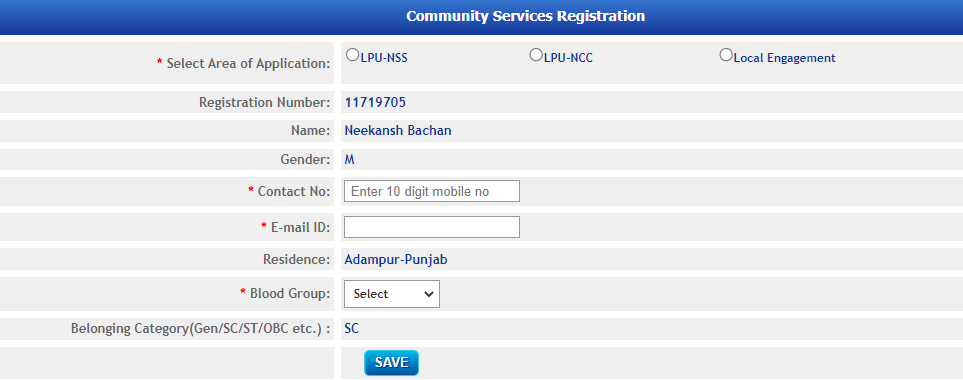 Community Services Registration
* Select Area of Application: LPU-NSS LPU-NCC Local Engagement
Registration Number: 11719705
Name: Neekansh Bachan
Gender: M
* Contact No: Enter 10 digit mobile no
* E-mail ID:
Residence: Adampur-Punjab
* Blood Group: Select
Belonging Category(Gen/SC/ST/OBC etc.) : SC
SAVE